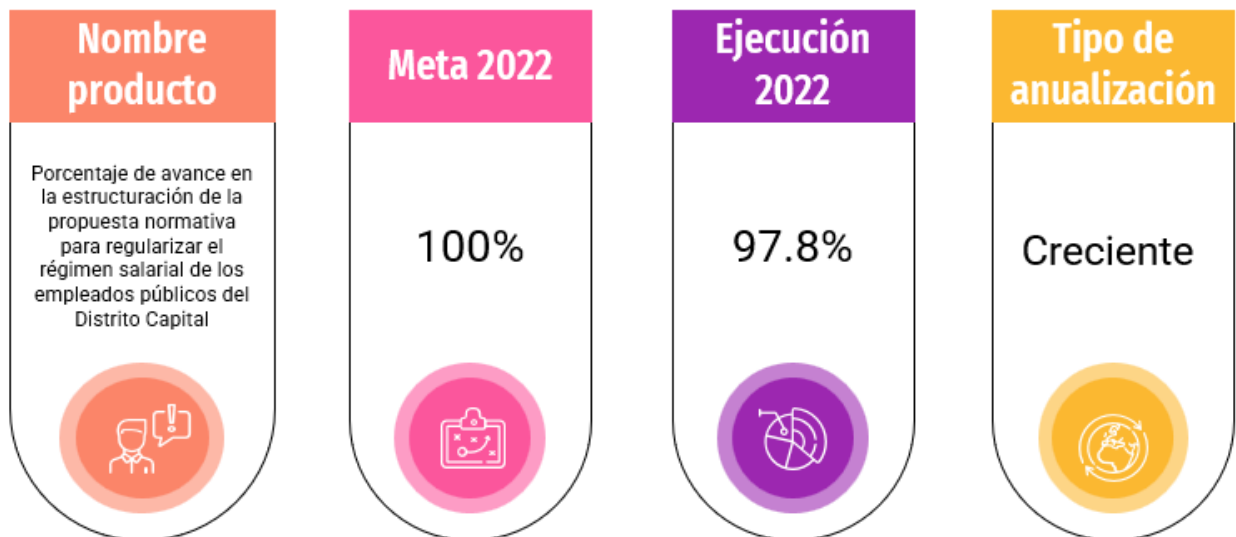 Nombre
producto
Porcentaje de avance en
la estructuración de la
propuesta normativa
para regularizar el
régimen salarial de los
empleados públicos del
Distrito Capital
Meta 2022
100%
Ejecución
2022
97.8%
Tipo de
anualización
Creciente